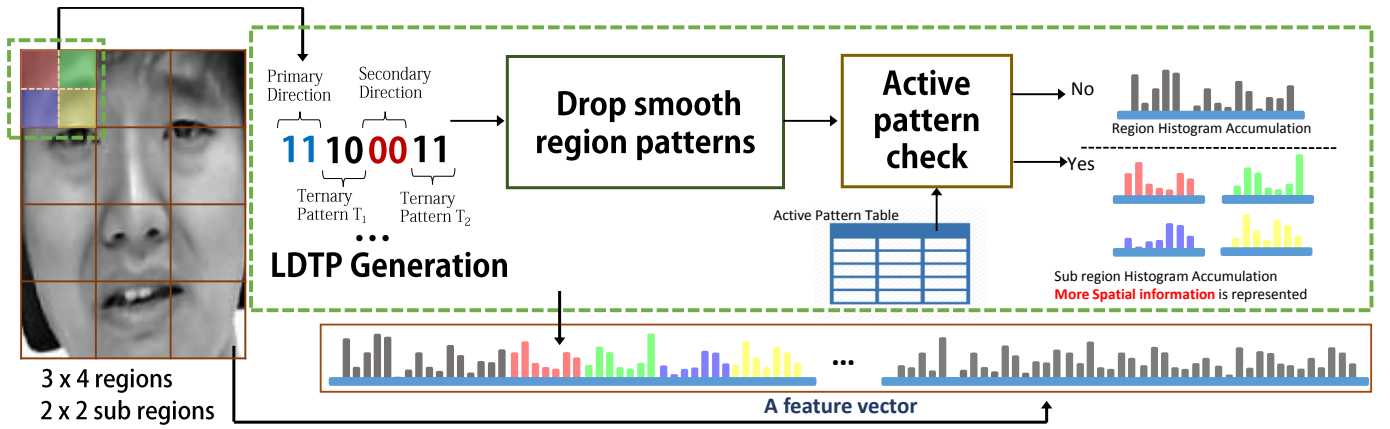 Primary
Direction
Secondary
Direction
11 10 00 11
Ternary
Pattern T1
Ternary
Pattern T2
...
LDTP Generation
Drop smooth
region patterns
Active
pattern
check
Active Pattern Table
No
Region Histogram Accumulation
Yes
Sub region Histogram Accumulation
More Spatial information is represented
...
A feature vector
3 x 4 regions
2 x 2 sub regions